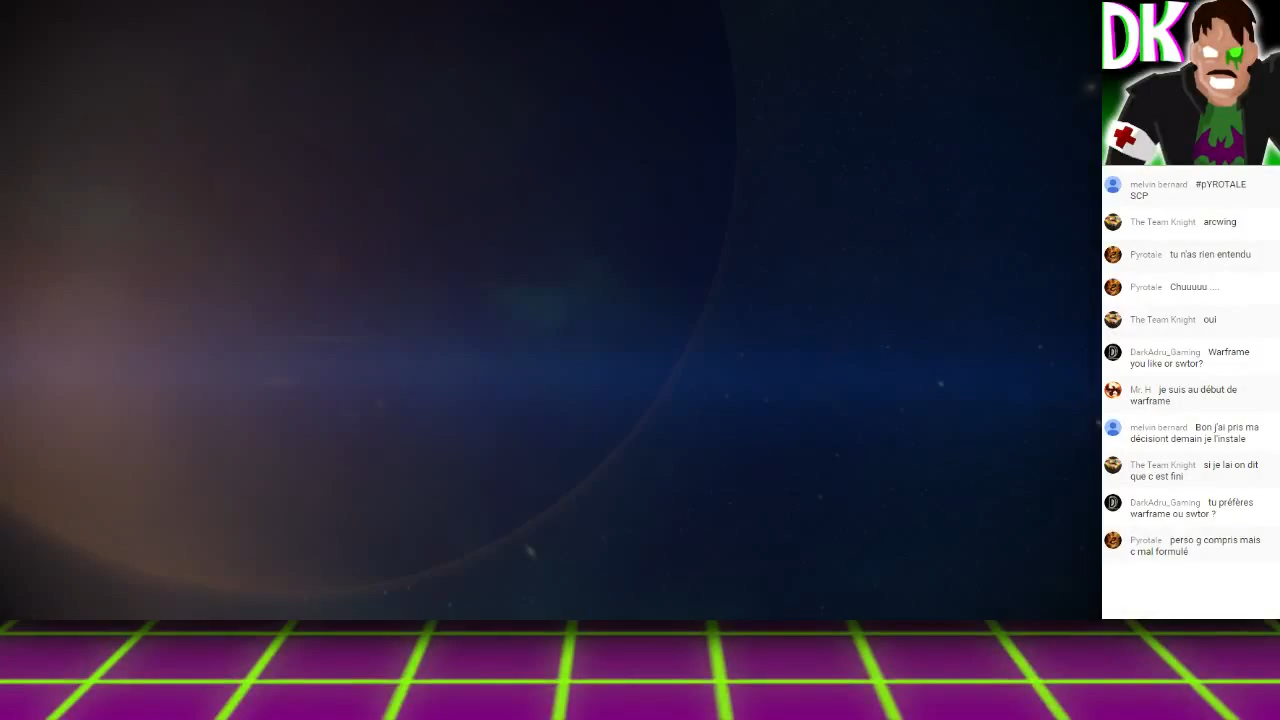 DK
melvin bernard #pYROTALE
SCP
The Team Knight arcwing
Pyrotale tu n'as rien entendu
Pyrotale Chuuuuu ....
The Team Knight oui
DarkAdru_Gaming Warframe
you like or swtor?
Mr. H je suis au début de
warframe
melvin bernard Bon j'ai pris ma
décisiont demain je l'instale
The Team Knight si je lai on dit
que c est fini
DarkAdru_Gaming tu préfères
warframe ou swtor ?
Pyrotale perso g compris mais
c mal formulé